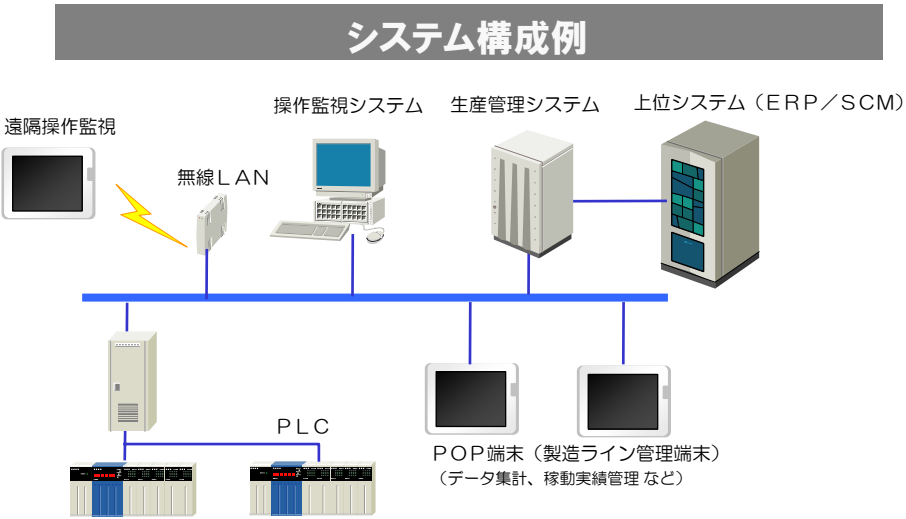 システム構成例
遠隔操作監視
無線ＬＡＮ
操作監視システム
生産管理システム
上位システム（ＥＲＰ／ＳＣＭ）
ＰＬＣ
ＰＯＰ端末（製造ライン管理端末）
（データ集計、稼動実績管理 など）